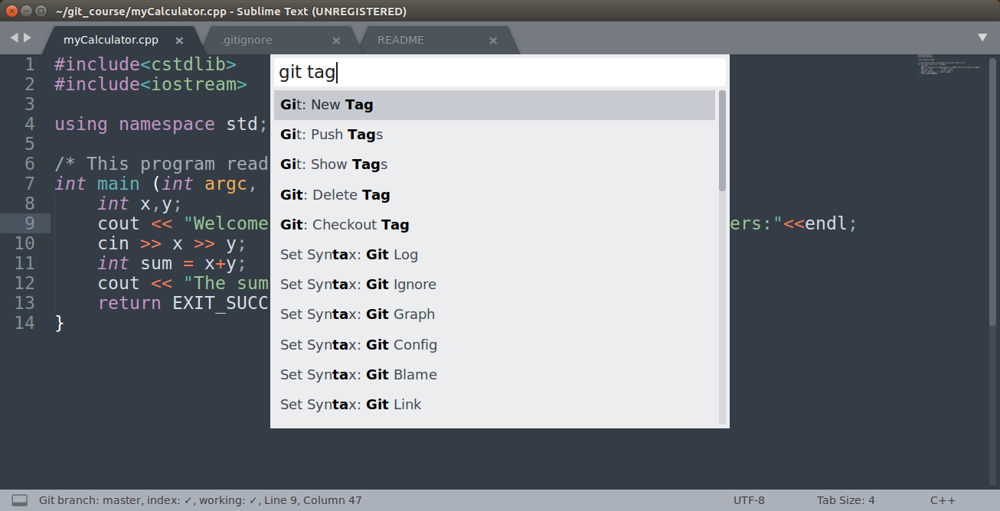 ~/git_course/myCalculator.cpp - Sublime Text (UNREGISTERED)
myCalculator.cpp
.gitignore
README
git tag
Git: New Tag
Git: Push Tags
Git: Show Tags
Git: Delete Tag
Git: Checkout Tag
Set Syntax: Git Log
Set Syntax: Git Ignore
Set Syntax: Git Graph
Set Syntax: Git Config
Set Syntax: Git Blame
Set Syntax: Git Link
1 #include<cstdlib>
2 #include<iostream>
3
4 using namespace std;
5
6 /* This program read
7 int main (int argc,
8 int x,y;
9 cout << "Welcome ers:"<<endl;
10 cin >> x >> y;
11 int sum = x+y;
12 cout << "The sum
13 return EXIT_SUCC
14 }
Git branch: master, index: ✓, working: ✓, Line 9, Column 47
UTF-8
Tab Size: 4
C++